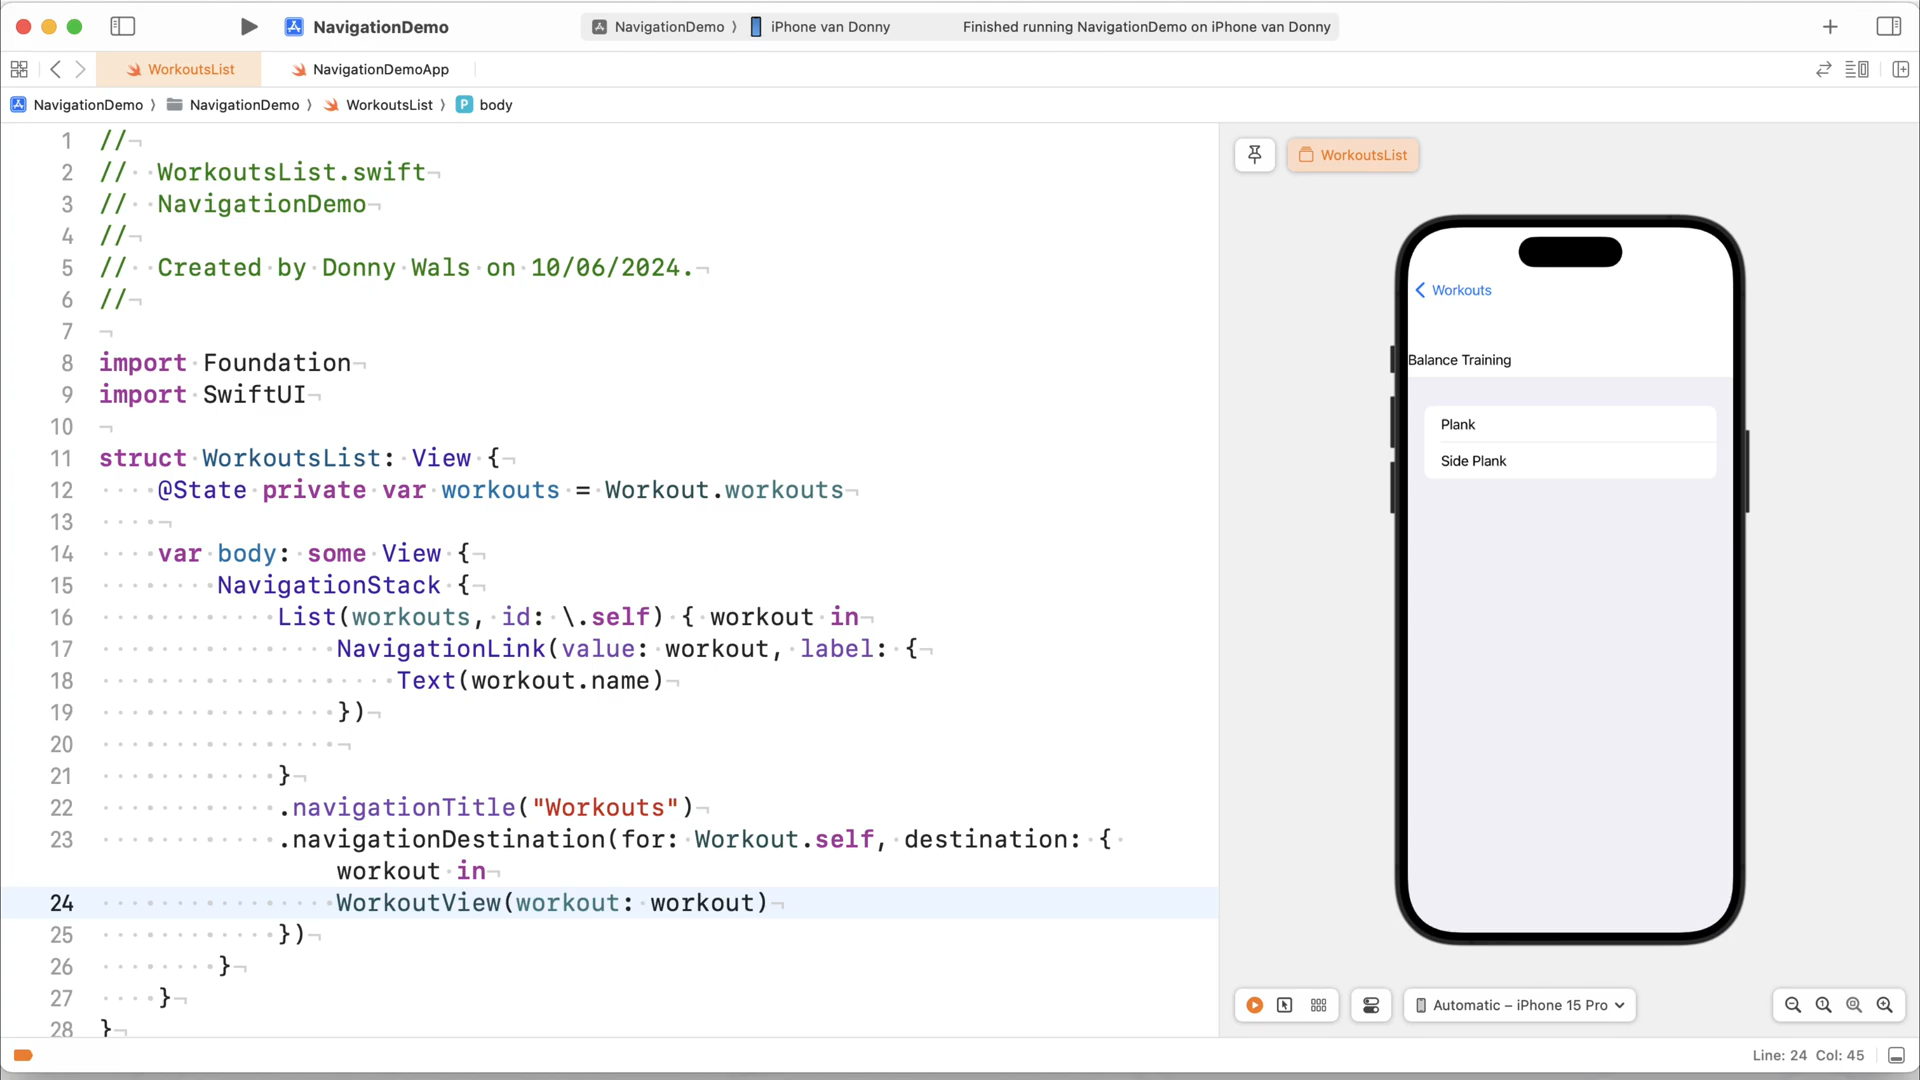 NavigationDemo
NavigationDemo 〉 iPhone van Donny
Finished running NavigationDemo on iPhone van Donny
WorkoutsList
NavigationDemoApp
NavigationDemo 〉 NavigationDemo 〉 WorkoutsList 〉 P body
1 //
2 //  WorkoutsList.swift
3 //  NavigationDemo
4 //
5 //  Created by Donny Wals on 10/06/2024.
6 //
7
8 import Foundation
9 import SwiftUI
10
11 struct WorkoutsList: View {
12     @State private var workouts = Workout.workouts
13
14     var body: some View {
15         NavigationStack {
16             List(workouts, id: \.self) { workout in
17                 NavigationLink(value: workout, label: {
18                     Text(workout.name)
19                 })
20
21             }
22             .navigationTitle("Workouts")
23             .navigationDestination(for: Workout.self, destination: {
workout in
24                 WorkoutView(workout: workout)
25             })
26         }
27     }
28 }
WorkoutsList
Workouts
Balance Training
Plank
Side Plank
Automatic – iPhone 15 Pro
Line: 24 Col: 45